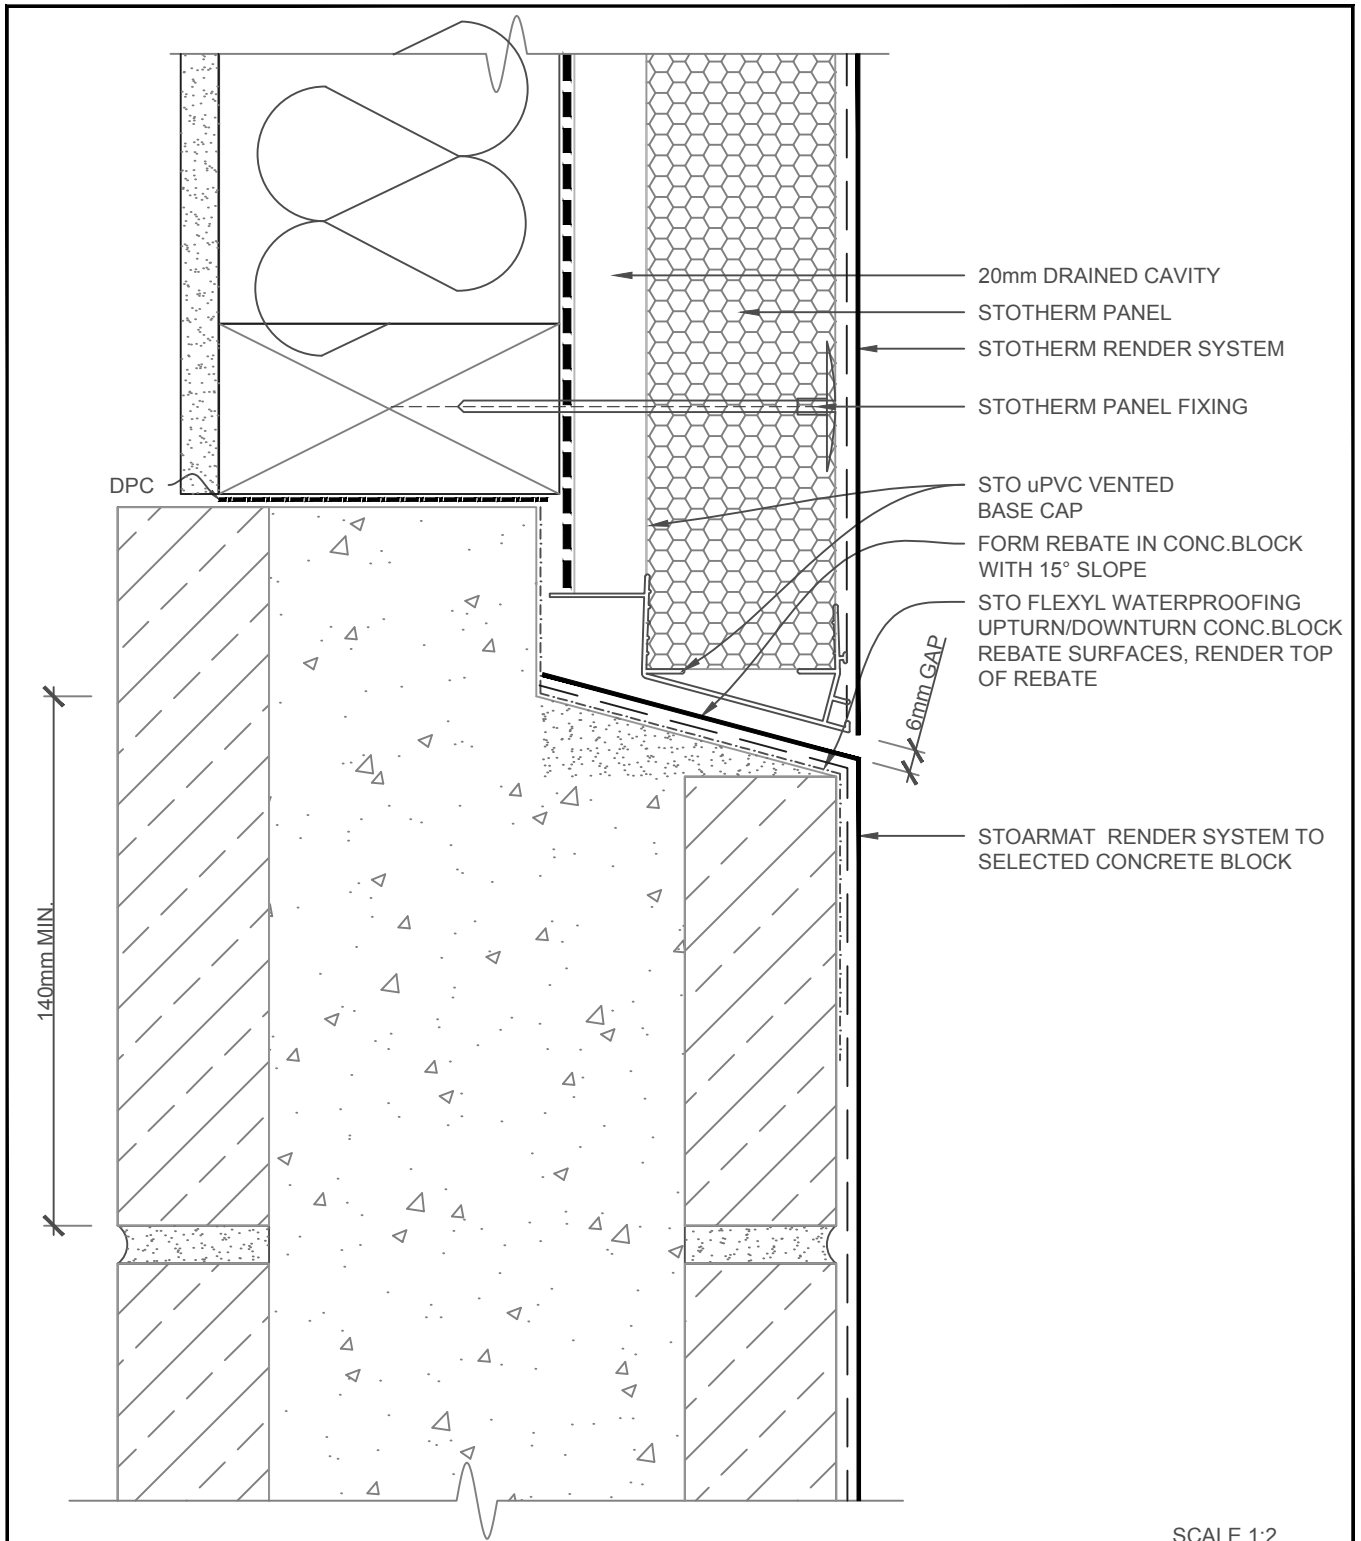 20mm DRAINED CAVITY
STOTHERM PANEL
STOTHERM RENDER SYSTEM
STOTHERM PANEL FIXING
DPC
STO uPVC VENTED
BASE CAP
FORM REBATE IN CONC.BLOCK
WITH 15° SLOPE
STO FLEXYL WATERPROOFING
UPTURN/DOWNTURN CONC.BLOCK
REBATE SURFACES, RENDER TOP
OF REBATE
6mm GAP
STOARMAT RENDER SYSTEM TO
SELECTED CONCRETE BLOCK
140mm MIN.
SCALE 1:2